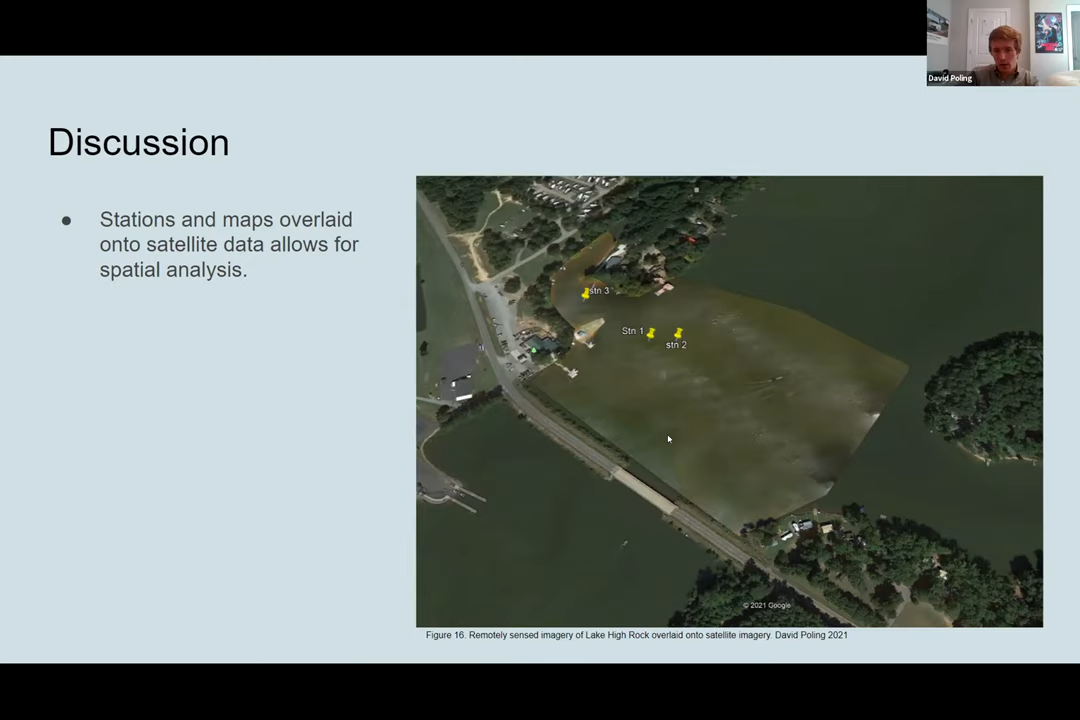 David Poling
Discussion
● Stations and maps overlaid
onto satellite data allows for
spatial analysis.
stn 3
Stn 1
stn 2
© 2021 Google
Figure 16. Remotely sensed imagery of Lake High Rock overlaid onto satellite imagery. David Poling 2021